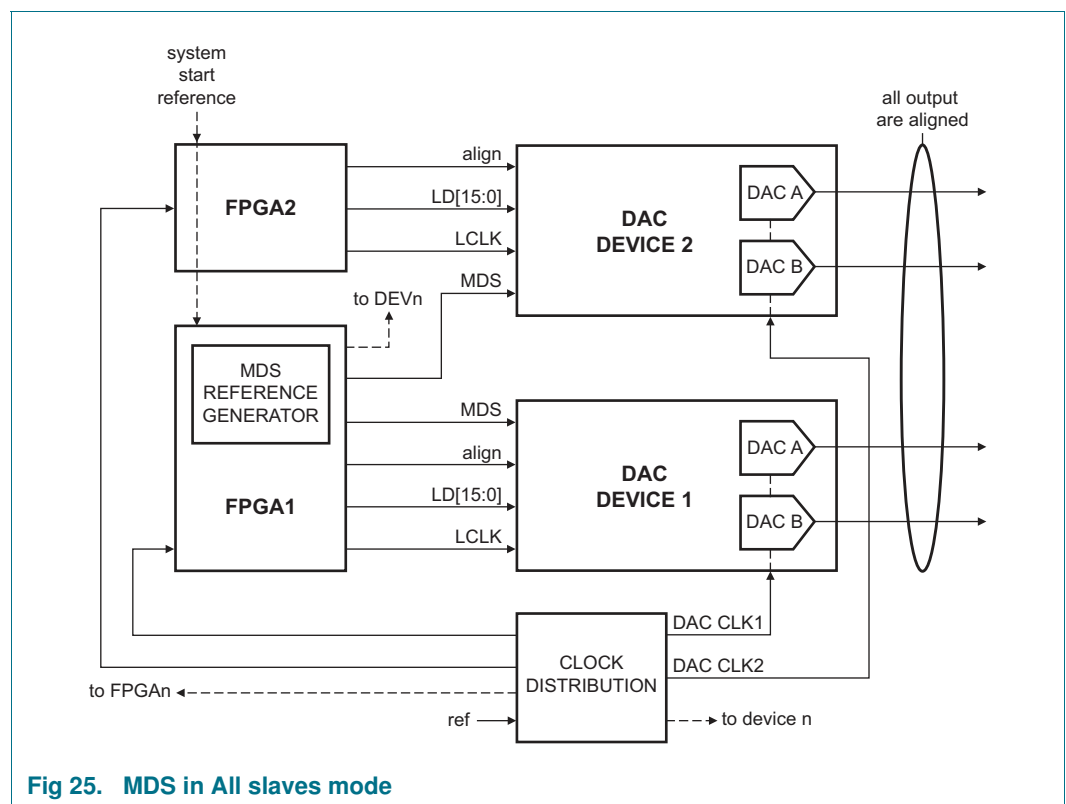 system
start
reference
all output
are aligned
FPGA2
align
LD[15:0]
LCLK
MDS
DAC
DEVICE 2
DAC A
DAC B
to DEVn
MDS
REFERENCE
GENERATOR
FPGA1
MDS
align
LD[15:0]
LCLK
DAC
DEVICE 1
DAC A
DAC B
CLOCK
DISTRIBUTION
DAC CLK1
DAC CLK2
to FPGAn
ref
to device n
Fig 25. MDS in All slaves mode